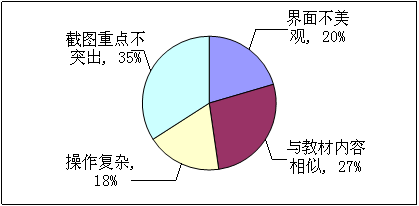 截图重点不
突出, 35%
界面不美
观, 20%
操作复杂,
18%
与教材内容
相似, 27%